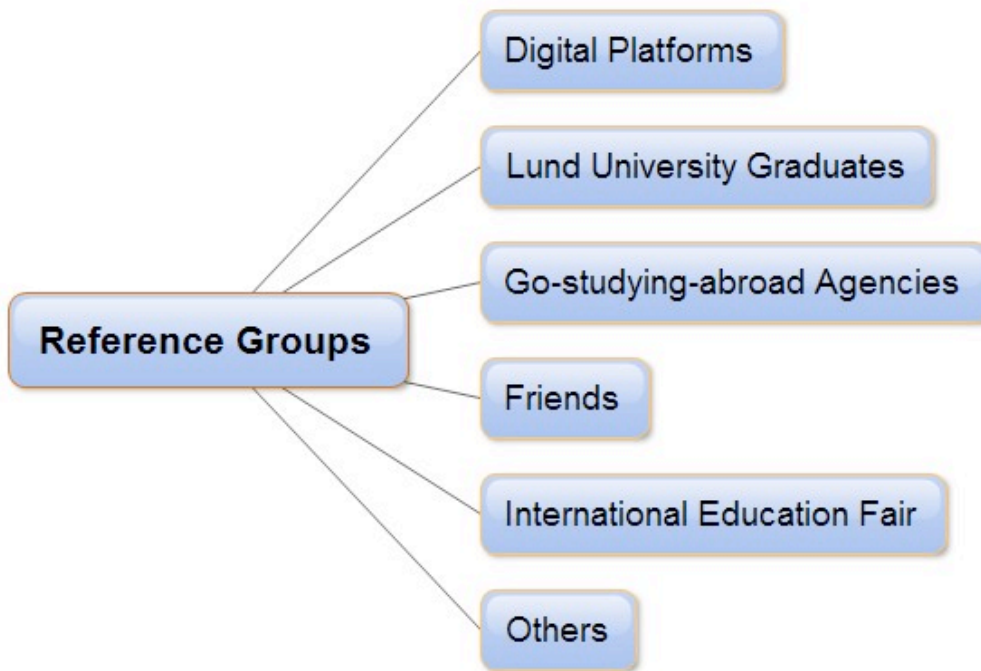 Digital Platforms
Lund University Graduates
Go-studying-abroad Agencies
Reference Groups
Friends
International Education Fair
Others